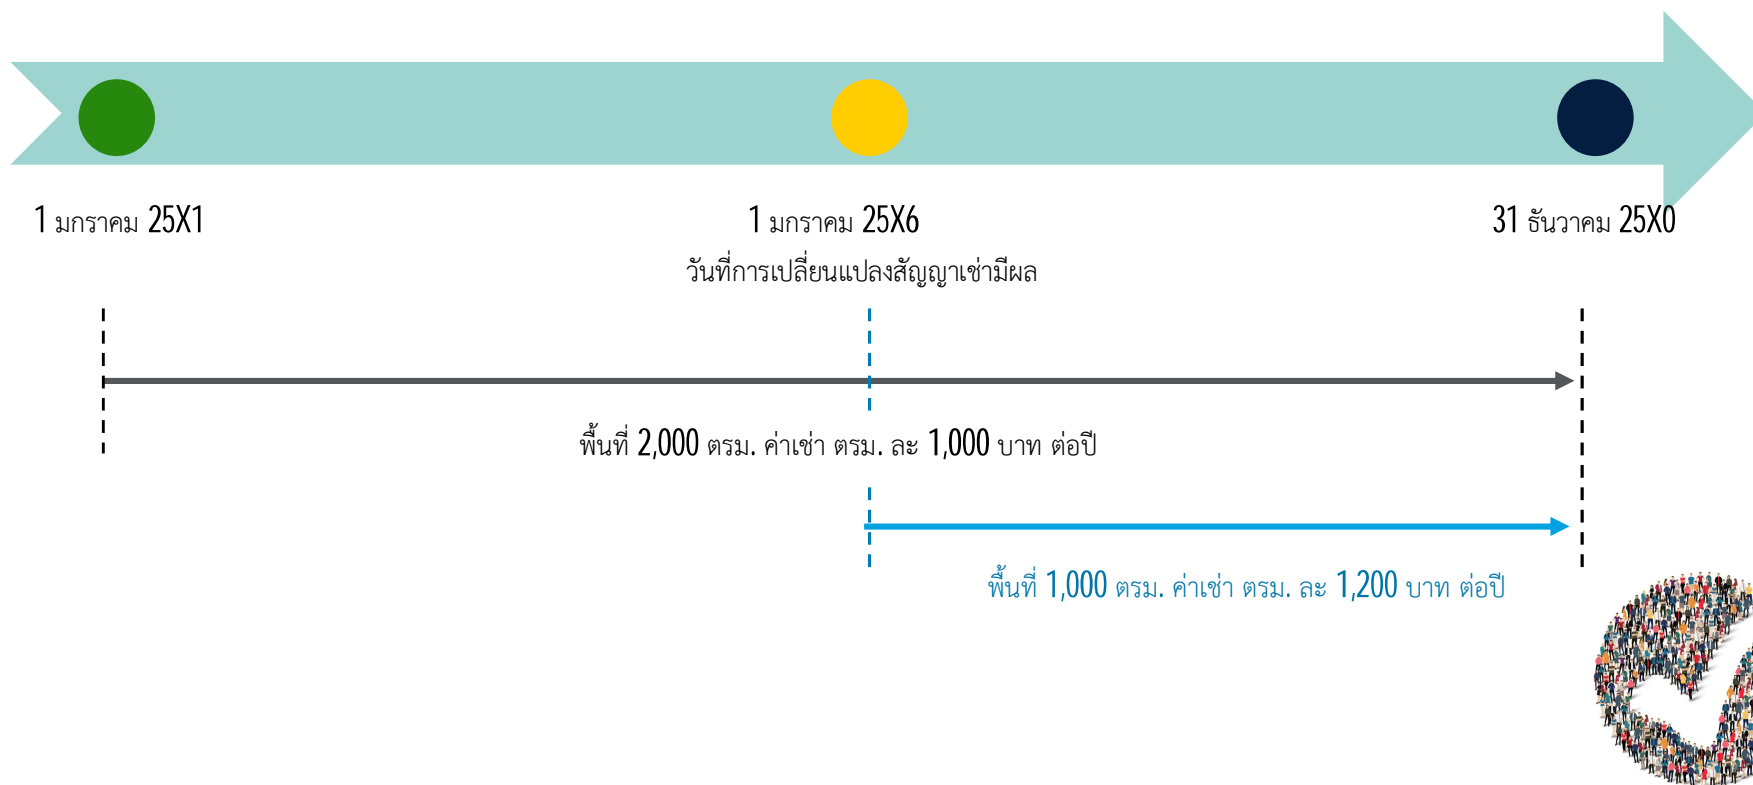 1 มกราคม 25X1 1 มกราคม 25X6 31 ธันวาคม 25X0
วันที่การเปลี่ยนแปลงสัญญาเช่ามีผล
พื้นที่ 2,000 ตรม. ค่าเช่า ตรม. ละ 1,000 บาท ต่อปี
พื้นที่ 1,000 ตรม. ค่าเช่า ตรม. ละ 1,200 บาท ต่อปี